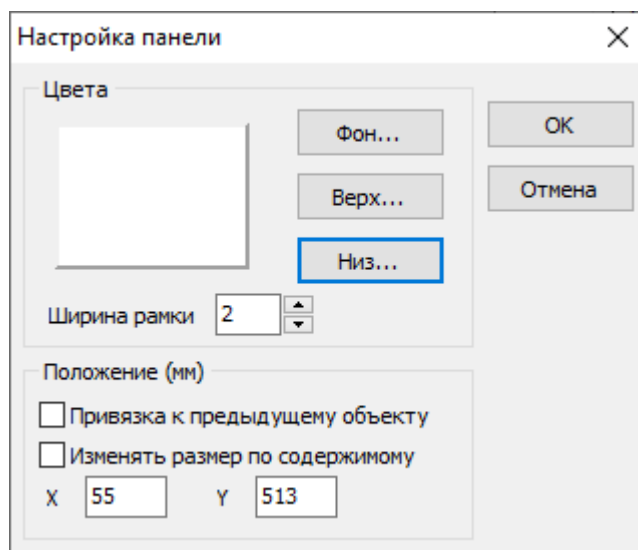 Настройка панели
Цвета
Фон...
OK
Верх...
Отмена
Низ...
Ширина рамки 2
Положение (мм)
Привязка к предыдущему объекту
Изменять размер по содержимому
X 55 Y 513